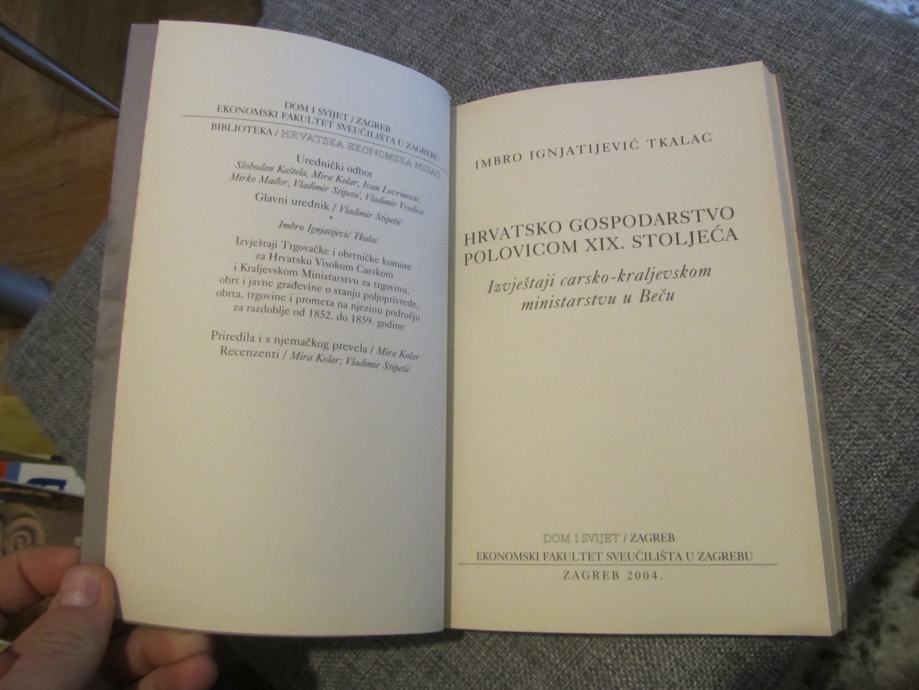 DOM I SVIJET / ZAGREB
EKONOMSKI FAKULTET SVEUČILIŠTA U ZAGREBU
BIBLIOTEKA / HRVATSKA EKONOMSKA MISAO
Urednički odbor
Slobodan Kaštela, Mira Kolar, Ivan Lovrinović,
Mirko Mađor, Vladimir Stipetić, Vladimir Veselica
Glavni urednik / Vladimir Stipetić
*
Imbro Ignjatijević Tkalac
Izvještaji Trgovačke i obrtničke komore
za Hrvatsku Visokom Carskom
i Kraljevskom Ministarstvu za trgovinu,
obrt i javne građevine o stanju poljoprivrede,
obrta, trgovine i prometa na njezinu području
za razdoblje od 1852. do 1859. godine
Priredila i s njemačkog prevela / Mira Kolar
Recenzenti / Mira Kolar; Vladimir Stipetić
IMBRO IGNJATIJEVIĆ TKALAC
HRVATSKO GOSPODARSTVO
POLOVICOM XIX. STOLJEĆA
Izvještaji carsko-kraljevskom
ministarstvu u Beču
DOM I SVIJET / ZAGREB
EKONOMSKI FAKULTET SVEUČILIŠTA U ZAGREBU
ZAGREB 2004.